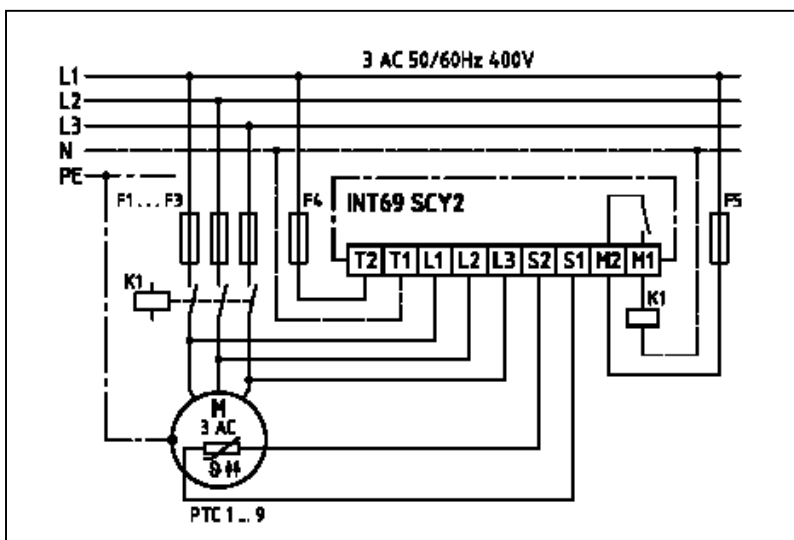 3 AC 50/60Hz 400V
L1
L2
L3
N
PE
F1...F3
F4
INT69 SCY2
F5
T2 T1 L1 L2 L3 S2 S1 M2 M1
K1
K1
M
3 AC
PTC 1...9